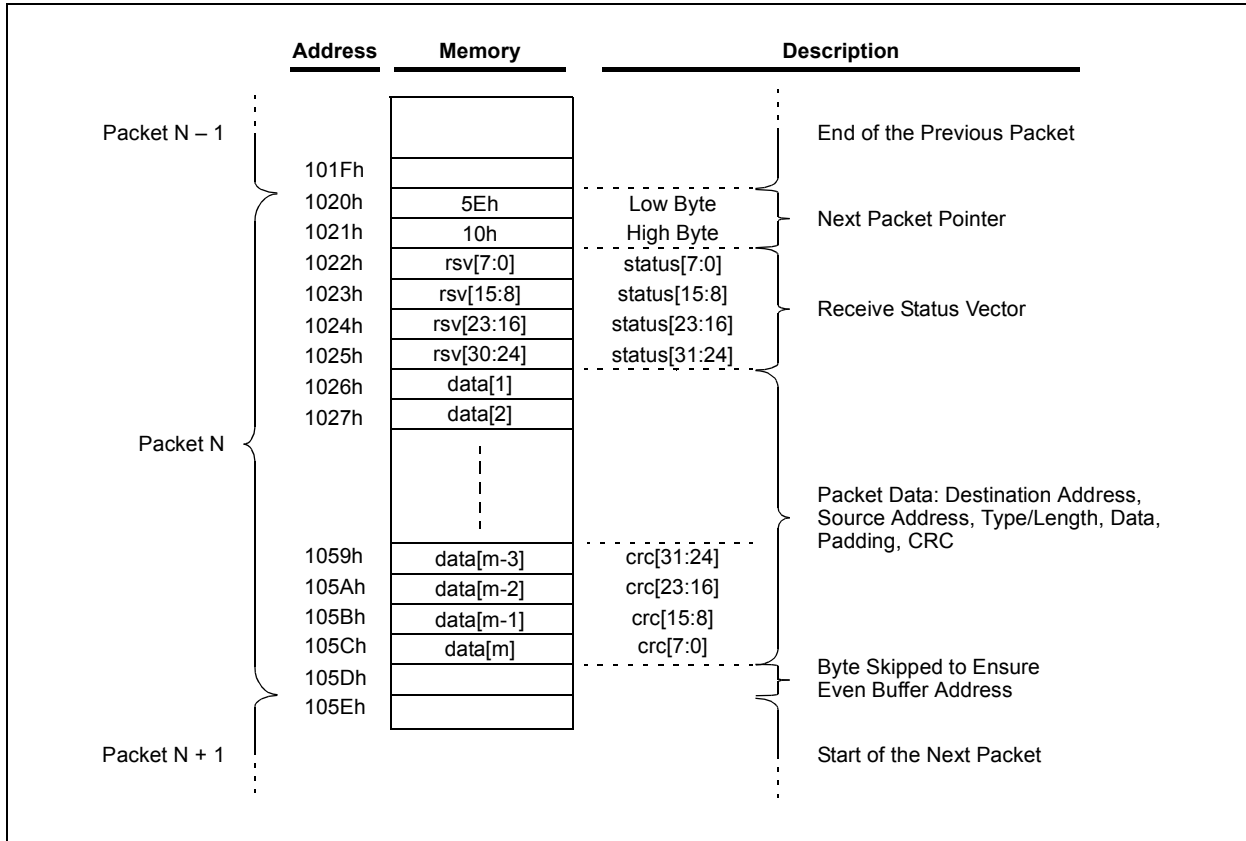 Address Memory Description
Packet N – 1 End of the Previous Packet
101Fh
1020h 5Eh Low Byte
Next Packet Pointer
1021h 10h High Byte
1022h rsv[7:0] status[7:0]
1023h rsv[15:8] status[15:8]
Receive Status Vector
1024h rsv[23:16] status[23:16]
1025h rsv[30:24] status[31:24]
1026h data[1]
1027h data[2]
Packet N
Packet Data: Destination Address,
Source Address, Type/Length, Data,
Padding, CRC
1059h data[m-3] crc[31:24]
105Ah data[m-2] crc[23:16]
105Bh data[m-1] crc[15:8]
105Ch data[m] crc[7:0]
Byte Skipped to Ensure
105Dh
Even Buffer Address
105Eh
Packet N + 1 Start of the Next Packet